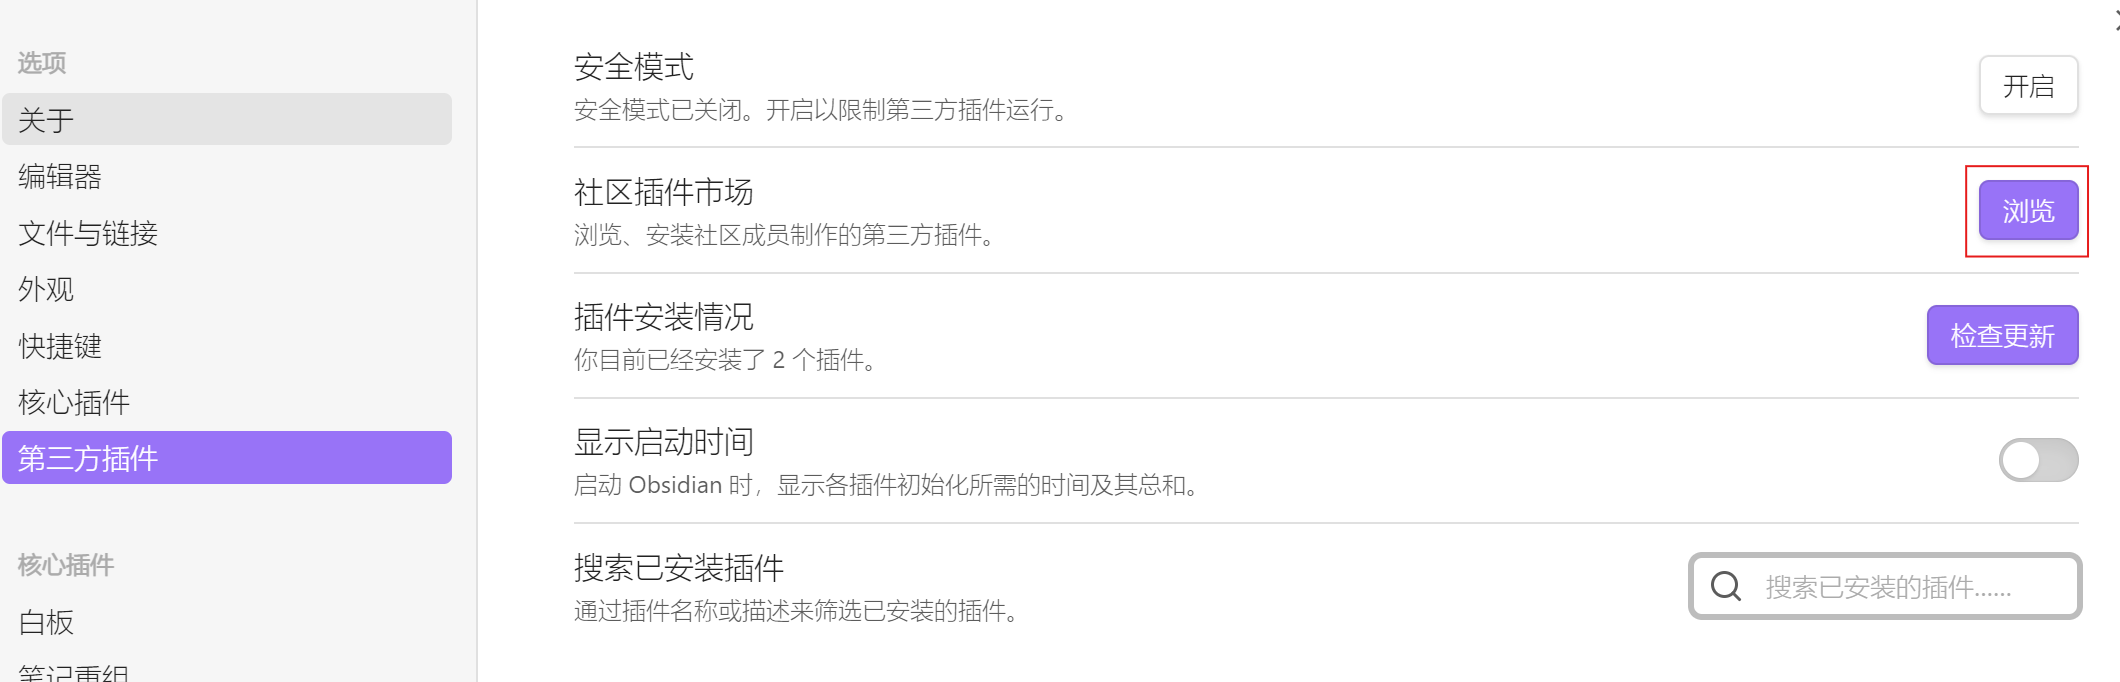 选项
关于
编辑器
文件与链接
外观
快捷键
核心插件
第三方插件
核心插件
白板
笔记重组
安全模式
安全模式已关闭。开启以限制第三方插件运行。
开启
社区插件市场
浏览、安装社区成员制作的第三方插件。
浏览
插件安装情况
你目前已经安装了 2 个插件。
检查更新
显示启动时间
启动 Obsidian 时，显示各插件初始化所需的时间及其总和。
搜索已安装插件
通过插件名称或描述来筛选已安装的插件。
搜索已安装的插件......